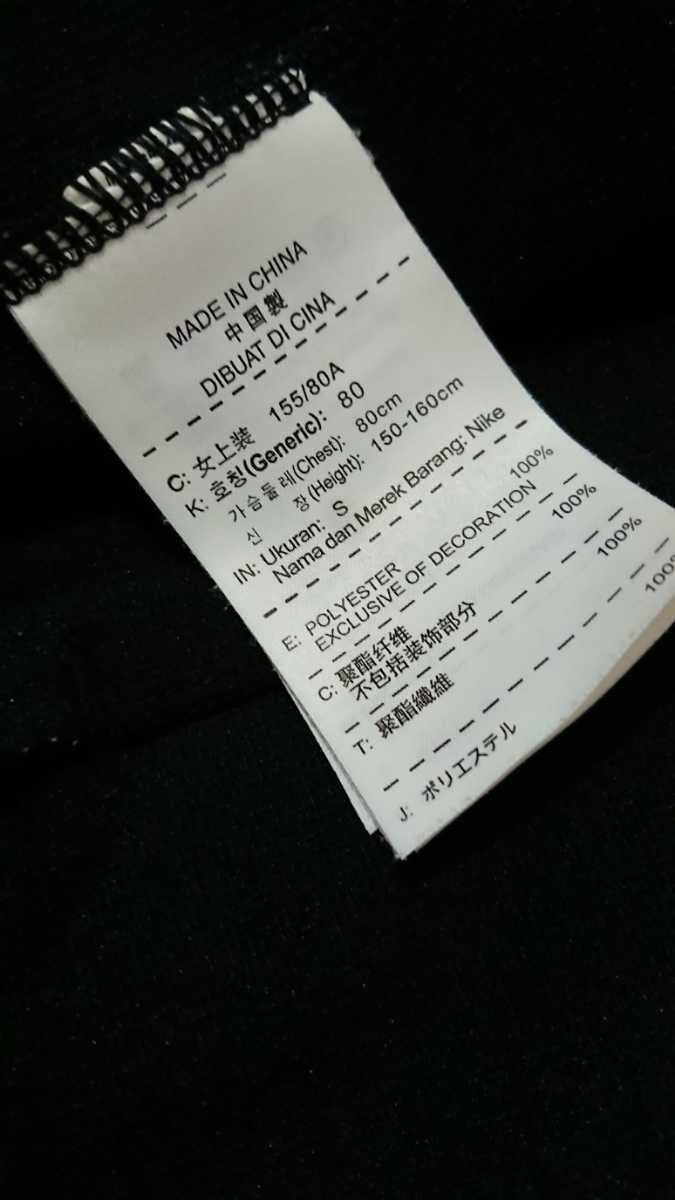 MADE IN CHINA
中国製
DIBUAT DI CINA
C: 女上装 155/80A
K: 호칭(Generic): 80
가슴둘레(Chest): 80cm
신 장(Height): 150-160cm
IN: Ukuran: S
Nama dan Merek Barang: Nike
E: POLYESTER 100%
EXCLUSIVE OF DECORATION
C: 聚酯纤维 100%
不包括装饰部分
T: 聚酯纖維 100%
J: ポリエステル 100%